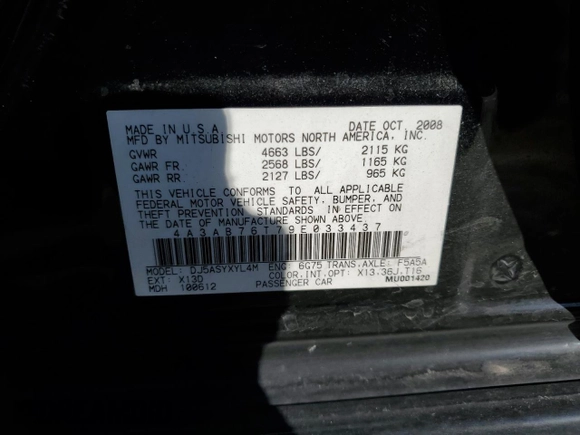 MADE IN U.S.A. DATE OCT. 2008
MFD BY MITSUBISHI MOTORS NORTH AMERICA, INC.
GVWR 4663 LBS/ 2115 KG
GAWR FR 2568 LBS/ 1165 KG
GAWR RR 2127 LBS/ 965 KG
THIS VEHICLE CONFORMS TO ALL APPLICABLE
FEDERAL MOTOR VEHICLE SAFETY, BUMPER, AND
THEFT PREVENTION STANDARDS IN EFFECT ON
THE DATE OF MANUFACTURE SHOWN ABOVE.
4A3AB76T79E033437
MODEL: DJ5ASYXYL4M ENG: 6G75 TRANS.AXLE: F5A5A
EXT: X13D COLOR.INT.OPT: X13.36J.T16
MDH 100612 PASSENGER CAR MU001420